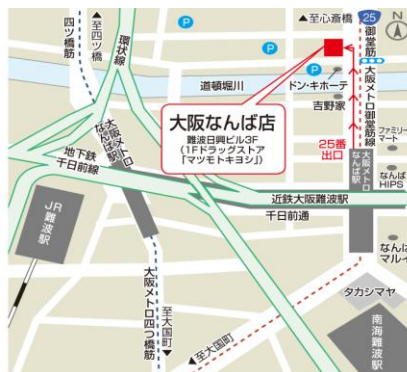 ▲至心斎橋
25
N
御堂筋
大阪メトロ御堂筋線
四ツ橋筋
▲至四ツ橋
環状線
P
P
P
道頓堀川
ドン・キホーテ
吉野家
大阪なんば店
難波日興ビル3F
(1Fドラッグストア
「マツモトキヨシ」)
25番
出口
ファミリー
マート
なんば
HIPS
大阪メトロ
なんば駅
大阪メトロ
なんば駅
地下鉄
千日前線
近鉄大阪難波駅
千日前通
JR
難波駅
なんば
マルイ
大阪メトロ四つ橋筋
至大国町▼
▲至大国町
タカシマヤ
南海難波駅